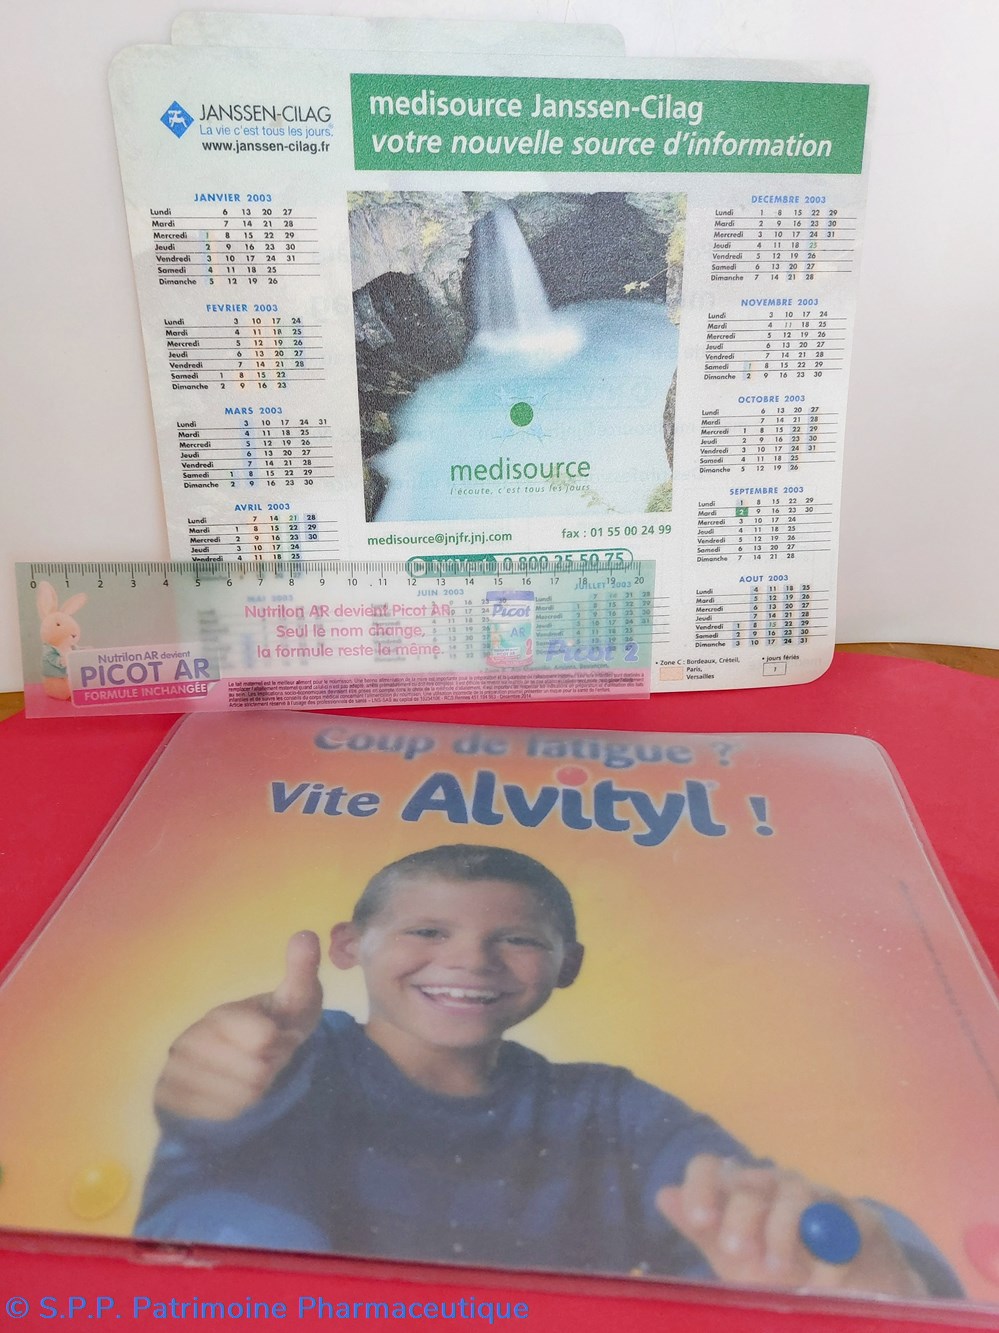 JANSSEN-CILAG
La vie c'est tous les jours.
www.janssen-cilag.fr
medisource Janssen-Cilag
votre nouvelle source d'information
JANVIER 2003
Lundi 6 13 20 27
Mardi 7 14 21 28
Mercredi 1 8 15 22 29
Jeudi 2 9 16 23 30
Vendredi 3 10 17 24 31
Samedi 4 11 18 25
Dimanche 5 12 19 26
FEVRIER 2003
Lundi 3 10 17 24
Mardi 4 11 18 25
Mercredi 5 12 19 26
Jeudi 6 13 20 27
Vendredi 7 14 21 28
Samedi 1 8 15 22
Dimanche 2 9 16 23
MARS 2003
Lundi 3 10 17 24 31
Mardi 4 11 18 25
Mercredi 5 12 19 26
Jeudi 6 13 20 27
Vendredi 7 14 21 28
Samedi 1 8 15 22 29
Dimanche 2 9 16 23 30
AVRIL 2003
Lundi 7 14 21 28
Mardi 1 8 15 22 29
Mercredi 2 9 16 23 30
Jeudi 3 10 17 24
Vendredi 4 11 18 25
medisource
l'écoute, c'est tous les jours
medisource@jnjfr.jnj.com
fax : 01 55 00 24 99
0 800 25 50 75
DECEMBRE 2003
Lundi 1 8 15 22 29
Mardi 2 9 16 23 30
Mercredi 3 10 17 24 31
Jeudi 4 11 18 25
Vendredi 5 12 19 26
Samedi 6 13 20 27
Dimanche 7 14 21 28
NOVEMBRE 2003
Lundi 3 10 17 24
Mardi 4 11 18 25
Mercredi 5 12 19 26
Jeudi 6 13 20 27
Vendredi 7 14 21 28
Samedi 1 8 15 22 29
Dimanche 2 9 16 23 30
OCTOBRE 2003
Lundi 6 13 20 27
Mardi 7 14 21 28
Mercredi 1 8 15 22 29
Jeudi 2 9 16 23 30
Vendredi 3 10 17 24 31
Samedi 4 11 18 25
Dimanche 5 12 19 26
SEPTEMBRE 2003
Lundi 1 8 15 22 29
Mardi 2 9 16 23 30
Mercredi 3 10 17 24
Jeudi 4 11 18 25
Vendredi 5 12 19 26
Samedi 6 13 20 27
Dimanche 7 14 21 28
AOUT 2003
Lundi 4 11 18 25
Mardi 5 12 19 26
Mercredi 6 13 20 27
Jeudi 7 14 21 28
Vendredi 1 8 15 22 29
Samedi 2 9 16 23 30
Dimanche 3 10 17 24 31
• Zone C : Bordeaux, Créteil,
Paris,
Versailles
• jours fériés
0 1 2 3 4 5 6 7 8 9 10 11 12 13 14 15 16 17 18 19 20
MAI 2003
JUIN 2003
JUILLET 2003
Nutrilon AR devient Picot AR
Seul le nom change,
la formule reste la même.
Nutrilon AR devient
PICOT AR
FORMULE INCHANGÉE
Picot
AR
1
Picot 2
Coup de fatigue ?
Vite Alvityl !
© S.P.P. Patrimoine Pharmaceutique